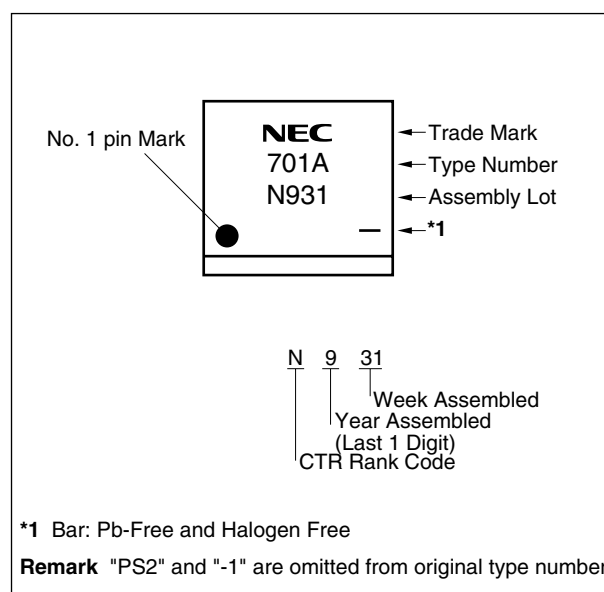 NEC
701A
N931
No. 1 pin Mark
Trade Mark
Type Number
Assembly Lot
*1
N 9 31
Week Assembled
Year Assembled
(Last 1 Digit)
CTR Rank Code
*1 Bar: Pb-Free and Halogen Free
Remark "PS2" and "-1" are omitted from original type number